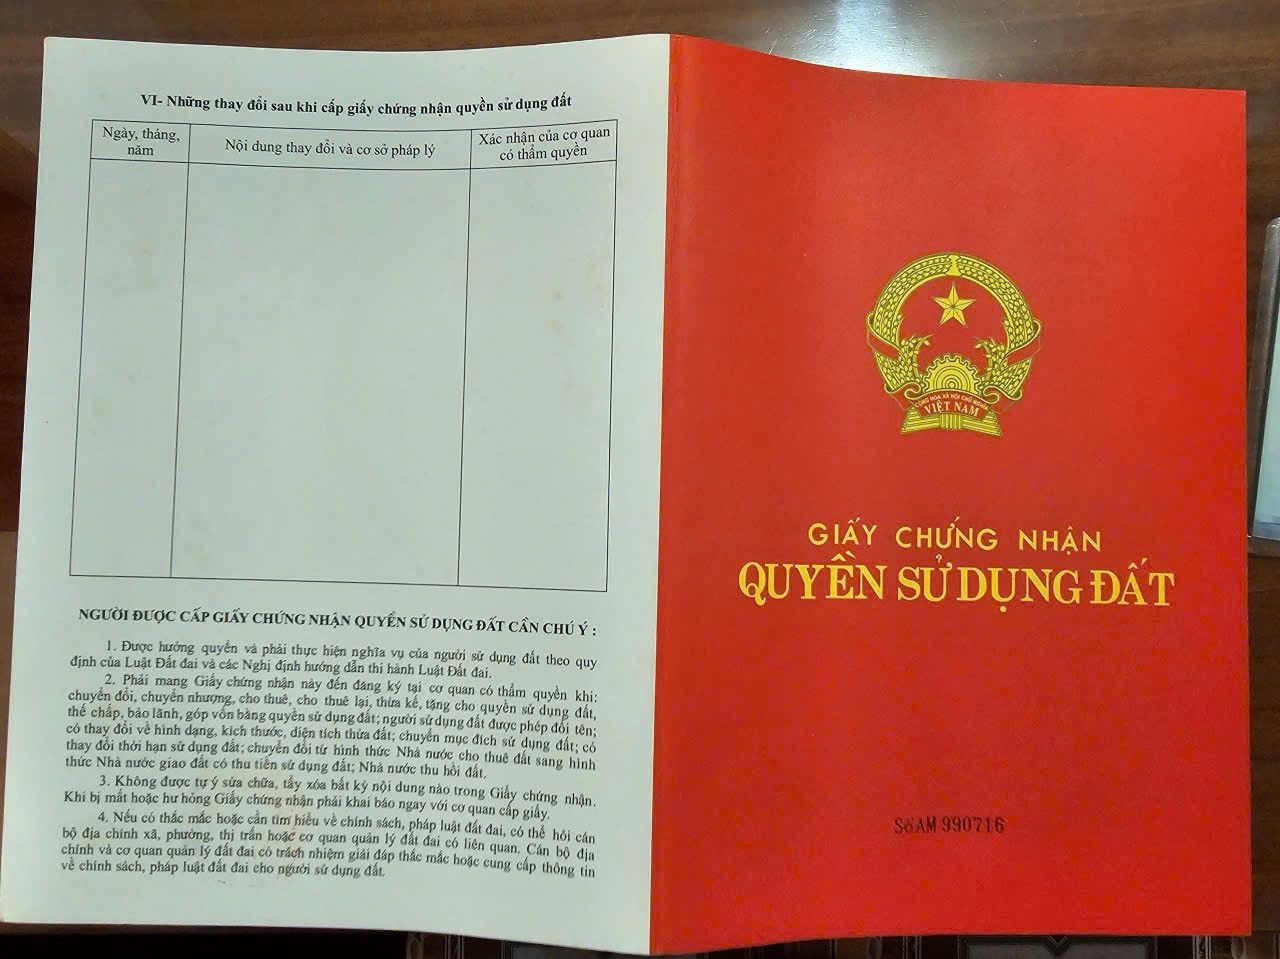 VI- Những thay đổi sau khi cấp giấy chứng nhận quyền sử dụng đất
Ngày, tháng,
năm
Nội dung thay đổi và cơ sở pháp lý
Xác nhận của cơ quan
có thẩm quyền
NGƯỜI ĐƯỢC CẤP GIẤY CHỨNG NHẬN QUYỀN SỬ DỤNG ĐẤT CẦN CHÚ Ý :
1. Được hưởng quyền và phải thực hiện nghĩa vụ của người sử dụng đất theo quy
định của Luật Đất đai và các Nghị định hướng dẫn thi hành Luật Đất đai.
2. Phải mang Giấy chứng nhận này đến đăng ký tại cơ quan có thẩm quyền khi:
chuyển đổi, chuyển nhượng, cho thuê, cho thuê lại, thừa kế, tặng cho quyền sử dụng đất,
thế chấp, bảo lãnh, góp vốn bằng quyền sử dụng đất; người sử dụng đất được phép đổi tên;
có thay đổi về hình dạng, kích thước, diện tích thửa đất; chuyển mục đích sử dụng đất; có
thay đổi thời hạn sử dụng đất; chuyển đổi từ hình thức Nhà nước cho thuê đất sang hình
thức Nhà nước giao đất có thu tiền sử dụng đất; Nhà nước thu hồi đất.
3. Không được tự ý sửa chữa, tẩy xóa bất kỳ nội dung nào trong Giấy chứng nhận.
Khi bị mất hoặc hư hỏng Giấy chứng nhận phải khai báo ngay với cơ quan cấp giấy.
4. Nếu có thắc mắc hoặc cần tìm hiểu về chính sách, pháp luật đất đai, có thể hỏi cán
bộ địa chính xã, phường, thị trấn hoặc cơ quan quản lý đất đai có liên quan. Cán bộ địa
chính và cơ quan quản lý đất đai có trách nhiệm giải đáp thắc mắc hoặc cung cấp thông tin
về chính sách, pháp luật đất đai cho người sử dụng đất.
CỘNG HÒA XÃ HỘI CHỦ NGHĨA
VIỆT NAM
GIẤY CHỨNG NHẬN
QUYỀN SỬ DỤNG ĐẤT
Số AM 990716